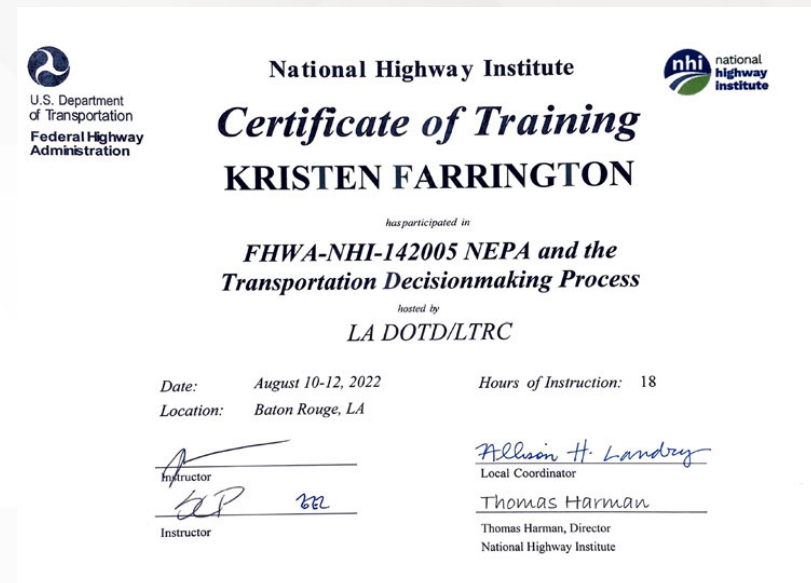 U.S. Department
of Transportation
Federal Highway
Administration
National Highway Institute
nhi national
highway
institute
Certificate of Training
KRISTEN FARRINGTON
has participated in
FHWA-NHI-142005 NEPA and the
Transportation Decisionmaking Process
hosted by
LA DOTD/LTRC
Date: August 10-12, 2022
Location: Baton Rouge, LA
Hours of Instruction: 18
Instructor
Instructor
Allison H. Landry
Local Coordinator
Thomas Harman
Thomas Harman, Director
National Highway Institute